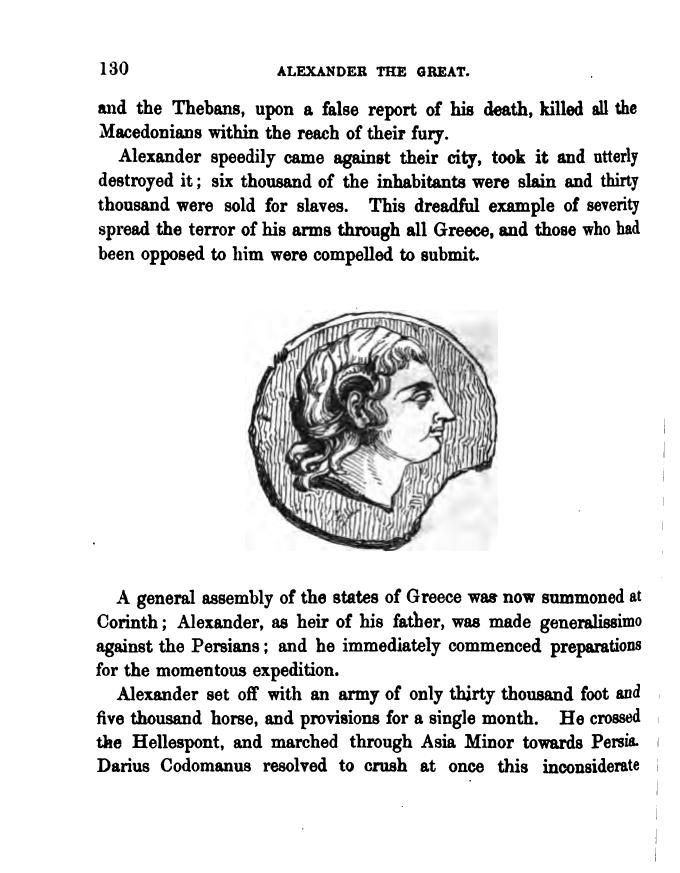 130 ALEXANDER THE GREAT.
and the Thebans, upon a false report of his death, killed all the
Macedonians within the reach of their fury.
Alexander speedily came against their city, took it and utterly
destroyed it; six thousand of the inhabitants were slain and thirty
thousand were sold for slaves. This dreadful example of severity
spread the terror of his arms through all Greece, and those who had
been opposed to him were compelled to submit.
A general assembly of the states of Greece was now summoned at
Corinth; Alexander, as heir of his father, was made generalissimo
against the Persians; and he immediately commenced preparations
for the momentous expedition.
Alexander set off with an army of only thirty thousand foot and
five thousand horse, and provisions for a single month. He crossed
the Hellespont, and marched through Asia Minor towards Persia.
Darius Codomanus resolved to crush at once this inconsiderate